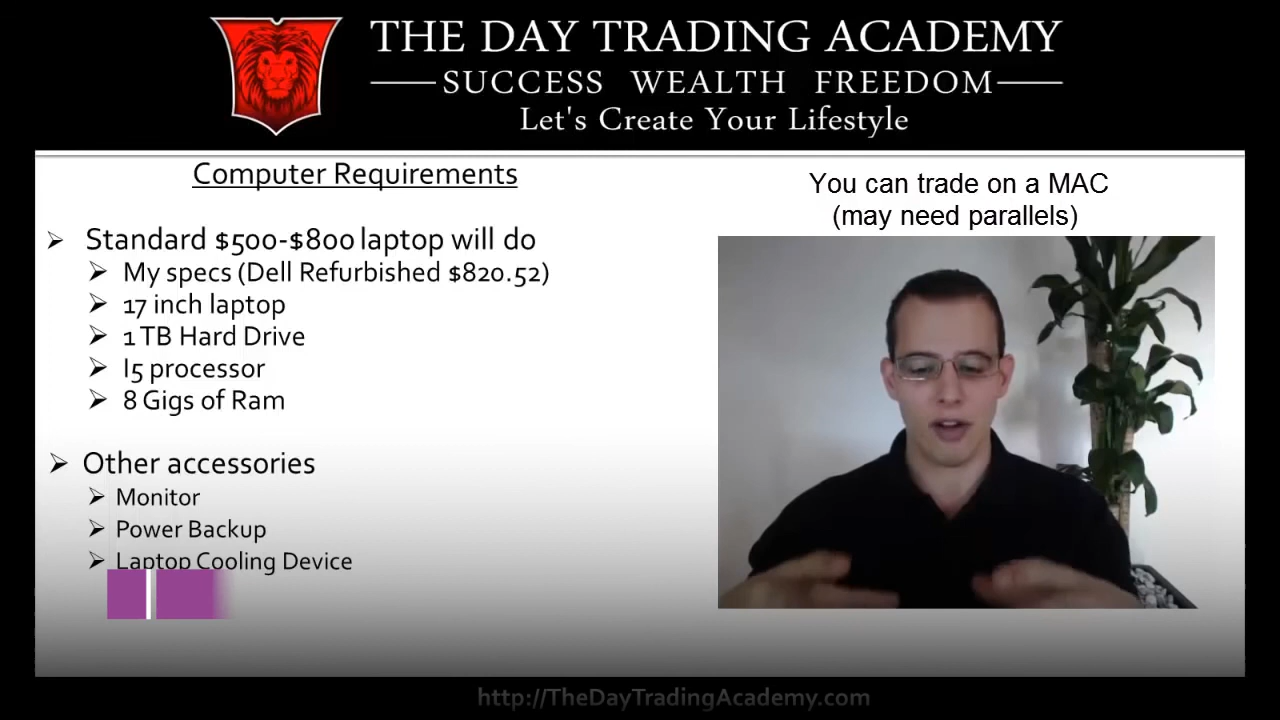 THE DAY TRADING ACADEMY
SUCCESS WEALTH FREEDOM
Let's Create Your Lifestyle
Computer Requirements
Standard $500-$800 laptop will do
My specs (Dell Refurbished $820.52)
17 inch laptop
1 TB Hard Drive
I5 processor
8 Gigs of Ram
Other accessories
Monitor
Power Backup
Laptop Cooling Device
You can trade on a MAC
(may need parallels)
http://TheDayTradingAcademy.com